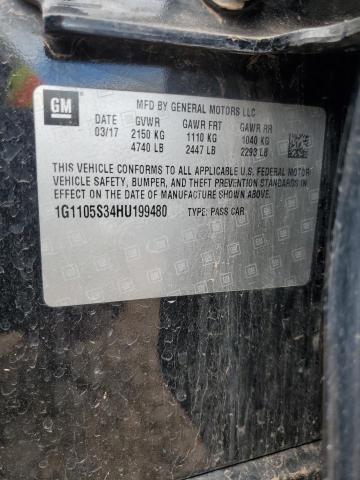 GM
MFD BY GENERAL MOTORS LLC
DATE GVWR GAWR FRT GAWR RR
03/17 2150 KG 1110 KG 1040 KG
4740 LB 2447 LB 2293 LB
THIS VEHICLE CONFORMS TO ALL APPLICABLE U.S. FEDERAL MOTOR
VEHICLE SAFETY, BUMPER, AND THEFT PREVENTION STANDARDS
IN EFFECT ON THE DATE OF MANUFACTURE SHOWN ABOVE.
1G1105S34HU199480 TYPE: PASS CAR